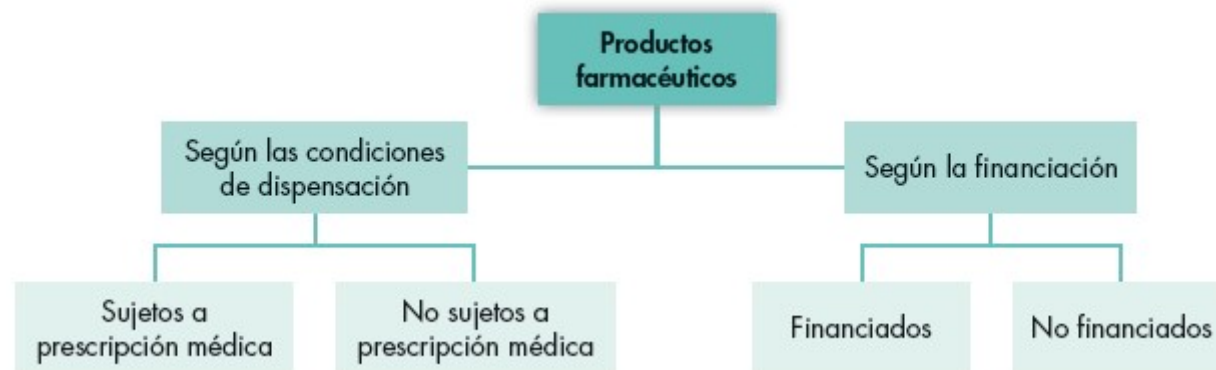 Productos
farmacéuticos
Según las condiciones
de dispensación
Según la financiación
Sujetos a
prescripción médica
No sujetos a
prescripción médica
Financiados
No financiados